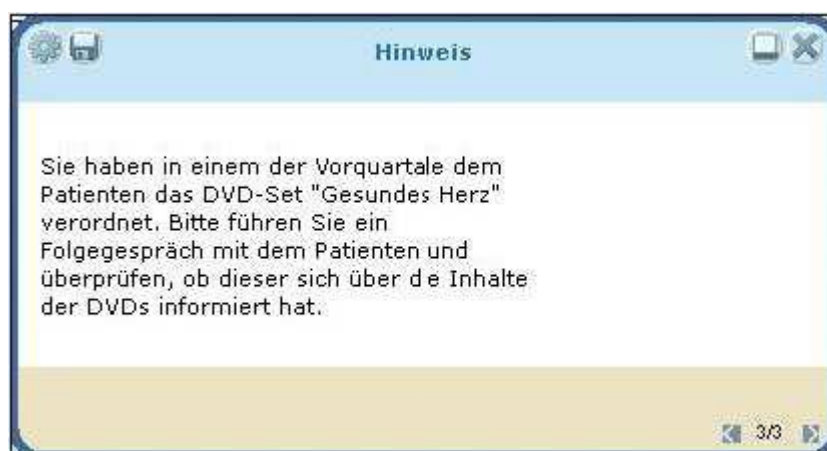 Hinweis
Sie haben in einem der Vorquartale dem
Patienten das DVD-Set "Gesundes Herz"
verordnet. Bitte führen Sie ein
Folgegespräch mit dem Patienten und
überprüfen, ob dieser sich über de Inhalte
der DVDs informiert hat.
3/3